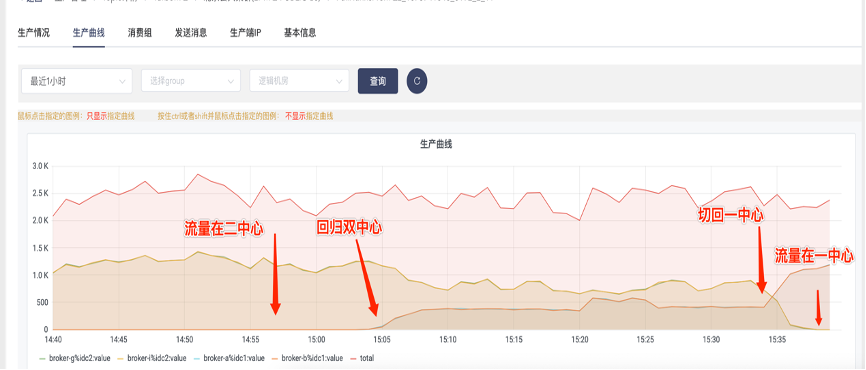 生产情况 生产曲线 消费组 发送消息 生产端IP 基本信息
最近1小时 选择group 逻辑机房 查询
鼠标点击指定的图例: 只显示指定曲线 按住ctrl或者shift并鼠标点击指定的图例: 不显示指定曲线
生产曲线
3.0 K
2.5 K
2.0 K
1.5 K
1.0 K
500
0
流量在二中心
回归双中心
切回一中心
流量在一中心
14:40 14:45 14:50 14:55 15:00 15:05 15:10 15:15 15:20 15:25 15:30 15:35
broker-g%idc2:value broker-i%idc2:value broker-a%idc1:value broker-b%idc1:value total